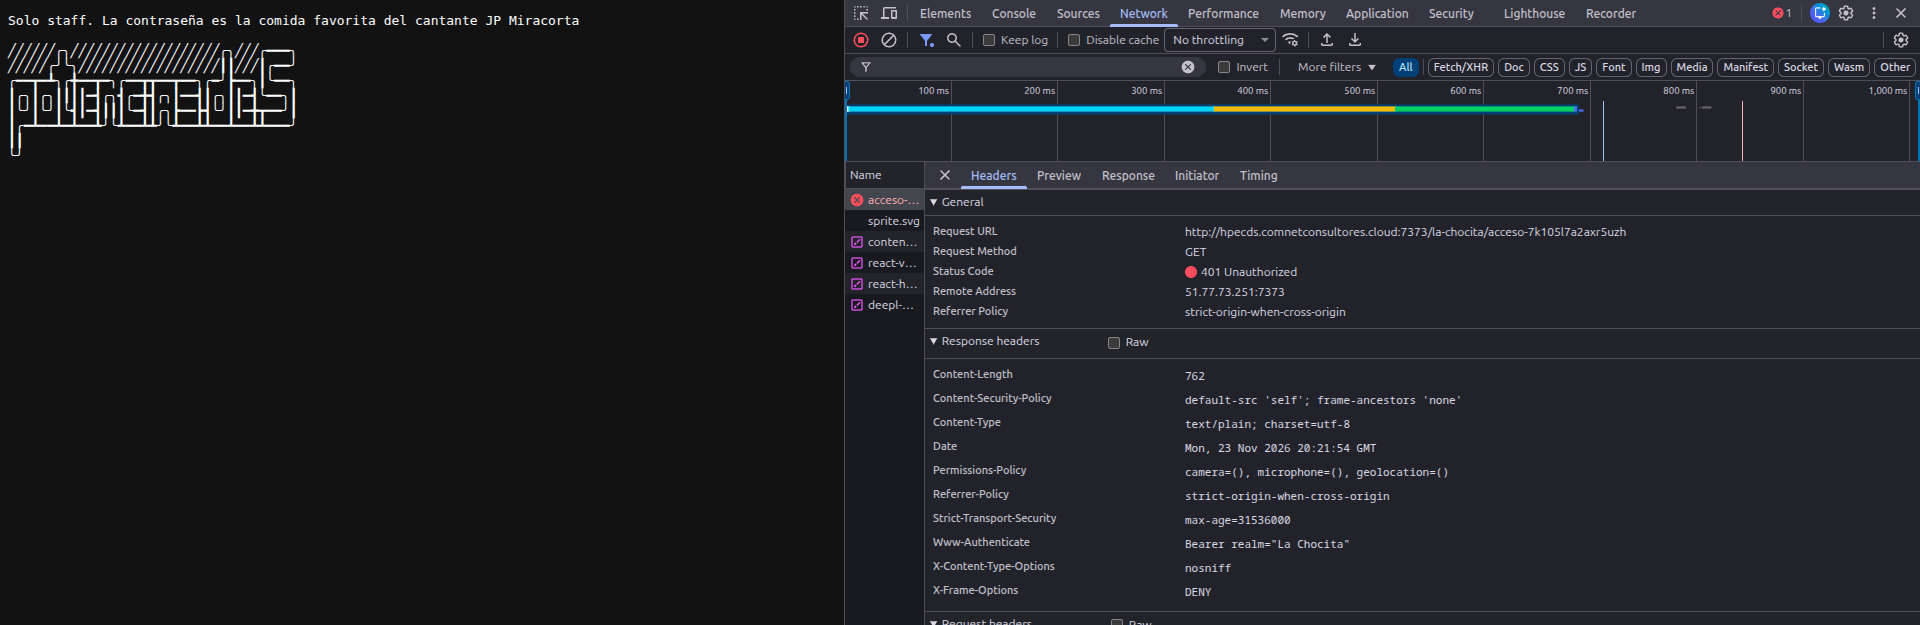 Solo staff. La contraseña es la comida favorita del cantante JP Miracorta
Elements Console Sources Network Performance Memory Application Security Lighthouse Recorder 1
Keep log Disable cache No throttling
Invert More filters All Fetch/XHR Doc CSS JS Font Img Media Manifest Socket Wasm Other
100 ms 200 ms 300 ms 400 ms 500 ms 600 ms 700 ms 800 ms 900 ms 1,000 ms
Name
acceso-...
sprite.svg
conten...
react-v...
react-h...
deepl-...
Headers Preview Response Initiator Timing
General
Request URL http://hpecds.comnetconsultores.cloud:7373/la-chocita/acceso-7k105l7a2axr5uzh
Request Method GET
Status Code 401 Unauthorized
Remote Address 51.77.73.251:7373
Referrer Policy strict-origin-when-cross-origin
Response headers Raw
Content-Length 762
Content-Security-Policy default-src 'self'; frame-ancestors 'none'
Content-Type text/plain; charset=utf-8
Date Mon, 23 Nov 2026 20:21:54 GMT
Permissions-Policy camera=(), microphone=(), geolocation=()
Referrer-Policy strict-origin-when-cross-origin
Strict-Transport-Security max-age=31536000
Www-Authenticate Bearer realm="La Chocita"
X-Content-Type-Options nosniff
X-Frame-Options DENY
Request headers Raw